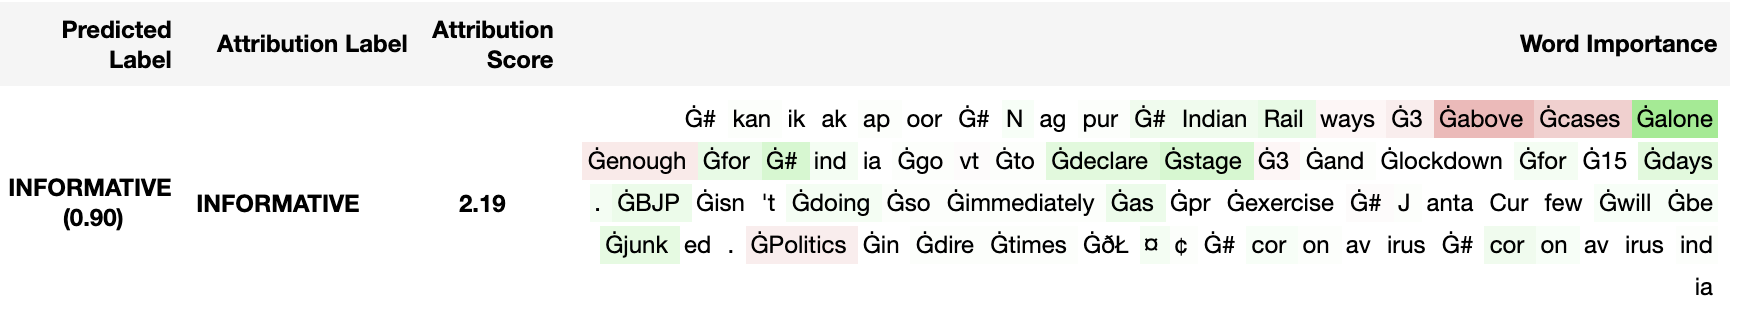 Predicted Label Attribution Label Attribution Score Word Importance
Ġ# kan ik ak ap oor Ġ# N ag pur Ġ# Indian Rail ways Ġ3 Ġabove Ġcases Ġalone
Ġenough Ġfor Ġ# ind ia Ġgo vt Ġto Ġdeclare Ġstage Ġ3 Ġand Ġlockdown Ġfor Ġ15 Ġdays
. ĠBJP Ġisn 't Ġdoing Ġso Ġimmediately Ġas Ġpr Ġexercise Ġ# J anta Cur few Ġwill Ġbe
Ġjunk ed . ĠPolitics Ġin Ġdire Ġtimes ĠðŁ ¤ ¢ Ġ# cor on av irus Ġ# cor on av irus ind
ia
INFORMATIVE (0.90) INFORMATIVE 2.19